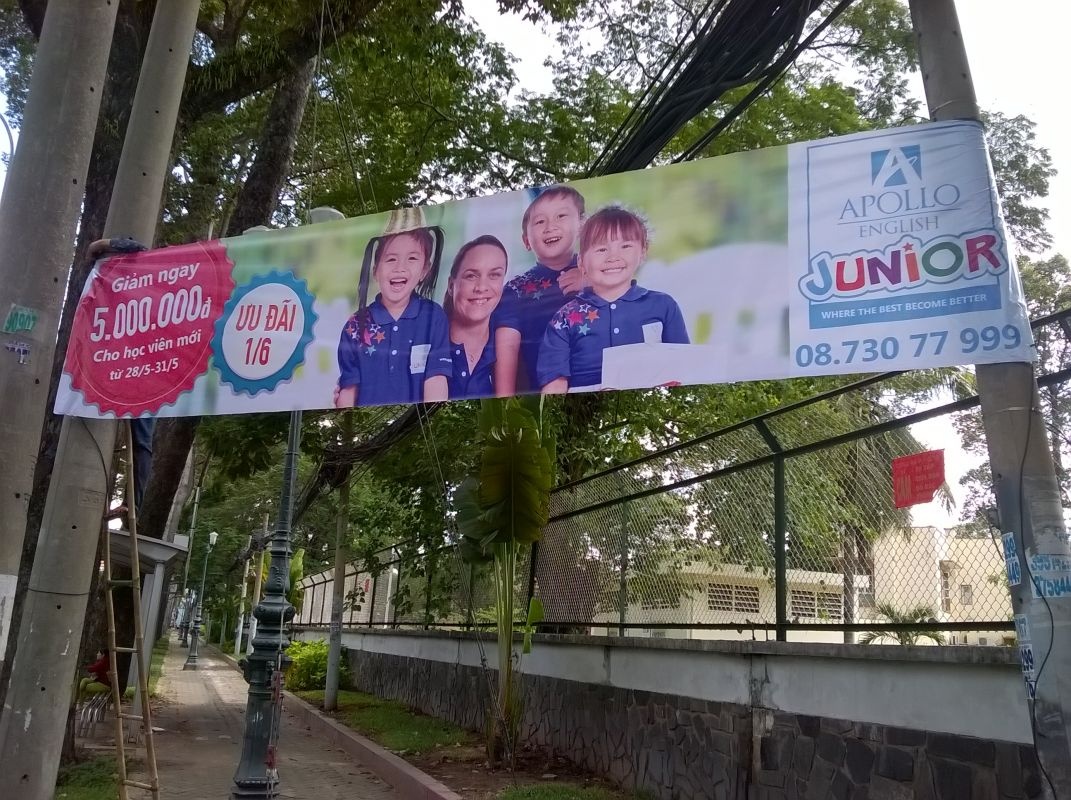 Giảm ngay
5.000.000đ
Cho học viên mới
từ 28/5-31/5
ƯU ĐÃI
1/6
APOLLO
ENGLISH
JUNIOR
WHERE THE BEST BECOME BETTER
08.730 77 999
CẤM